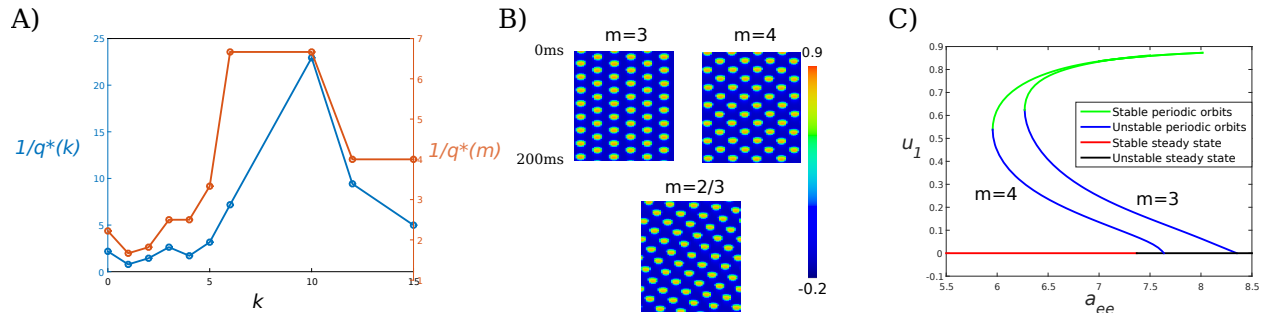 A)
25
20
15
10
5
0
1/q*(k)
0
5
10
15
k
7
6
5
4
3
2
1
1/q*(m)
B)
m=3
m=4
0ms
200ms
m=2/3
0.9
-0.2
C)
0.9
0.8
0.7
0.6
0.5
0.4
0.3
0.2
0.1
0
-0.1
u1
Stable periodic orbits
Unstable periodic orbits
Stable steady state
Unstable steady state
m=4
m=3
5.5
6
6.5
7
7.5
8
8.5
a_ee